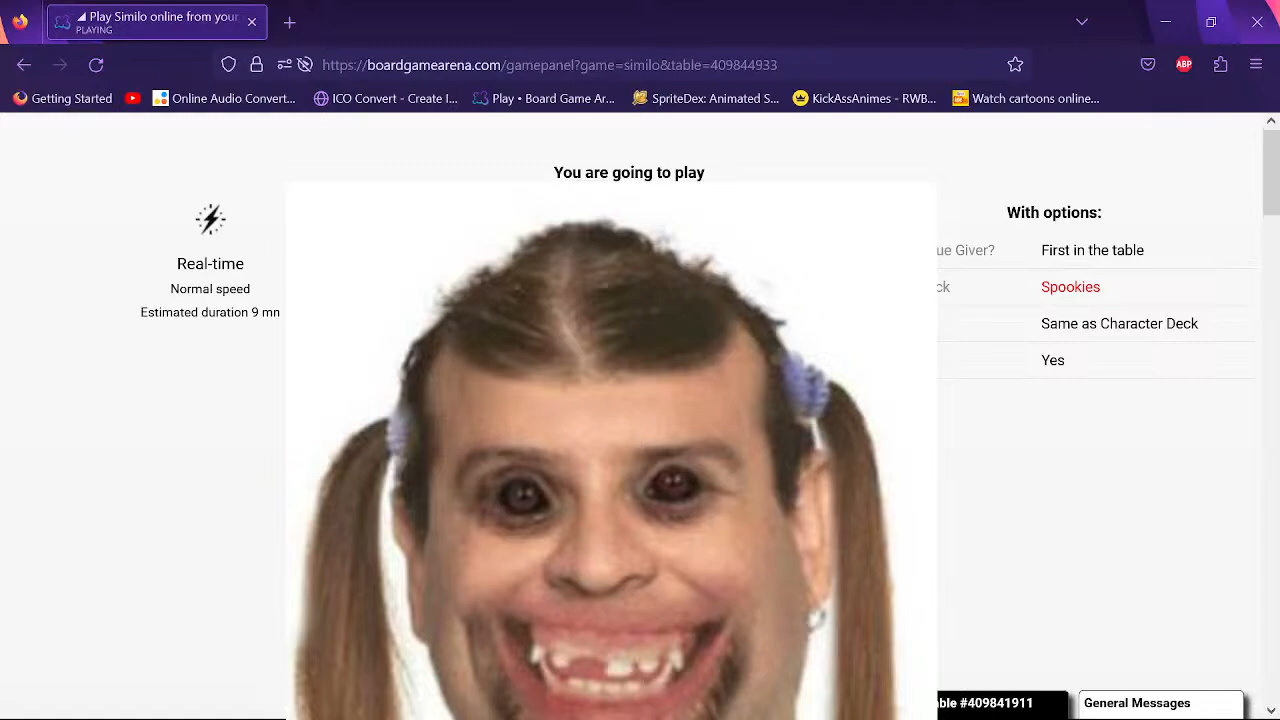 ◢ Play Similo online from your
PLAYING
https://boardgamearena.com/gamepanel?game=similo&table=409844933
Getting Started
Online Audio Convert...
ICO Convert - Create I...
Play • Board Game Ar...
SpriteDex: Animated S...
KickAssAnimes - RWB...
Watch cartoons online...
ABP
You are going to play
With options:
Real-time
Normal speed
Estimated duration 9 mn
ue Giver? First in the table
ck Spookies
Same as Character Deck
Yes
ble #409841911
General Messages